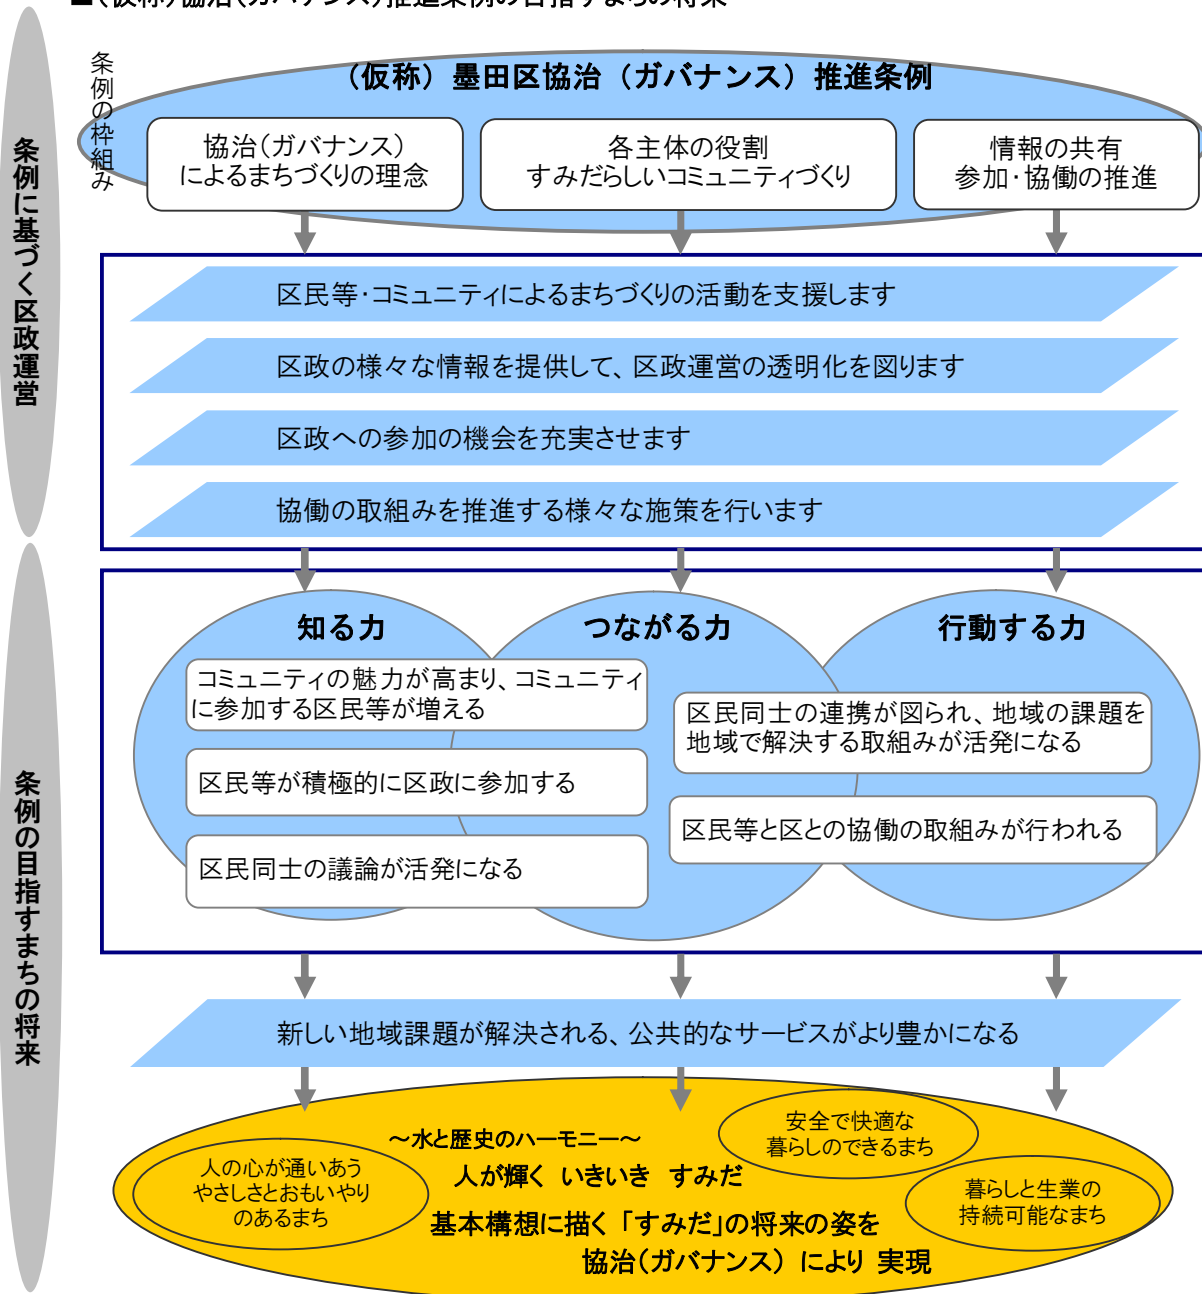 ■（仮称）協治（ガバナンス）推進条例の目指すまちの将来
条例に基づく区政運営
条例の枠組み
（仮称）墨田区協治（ガバナンス）推進条例
協治（ガバナンス）
によるまちづくりの理念
各主体の役割
すみだらしいコミュニティづくり
情報の共有
参加・協働の推進
区民等・コミュニティによるまちづくりの活動を支援します
区政の様々な情報を提供して、区政運営の透明化を図ります
区政への参加の機会を充実させます
協働の取組みを推進する様々な施策を行います
条例の目指すまちの将来
知る力
つながる力
行動する力
コミュニティの魅力が高まり、コミュニティ
に参加する区民等が増える
区民等が積極的に区政に参加する
区民同士の議論が活発になる
区民同士の連携が図られ、地域の課題を
地域で解決する取組みが活発になる
区民等と区との協働の取組みが行われる
新しい地域課題が解決される、公共的なサービスがより豊かになる
～水と歴史のハーモニー～
人が輝く いきいき すみだ
基本構想に描く「すみだ」の将来の姿を
協治（ガバナンス）により 実現
人の心が通いあう
やさしさとおもいやり
のあるまち
安全で快適な
暮らしのできるまち
暮らしと生業の
持続可能なまち